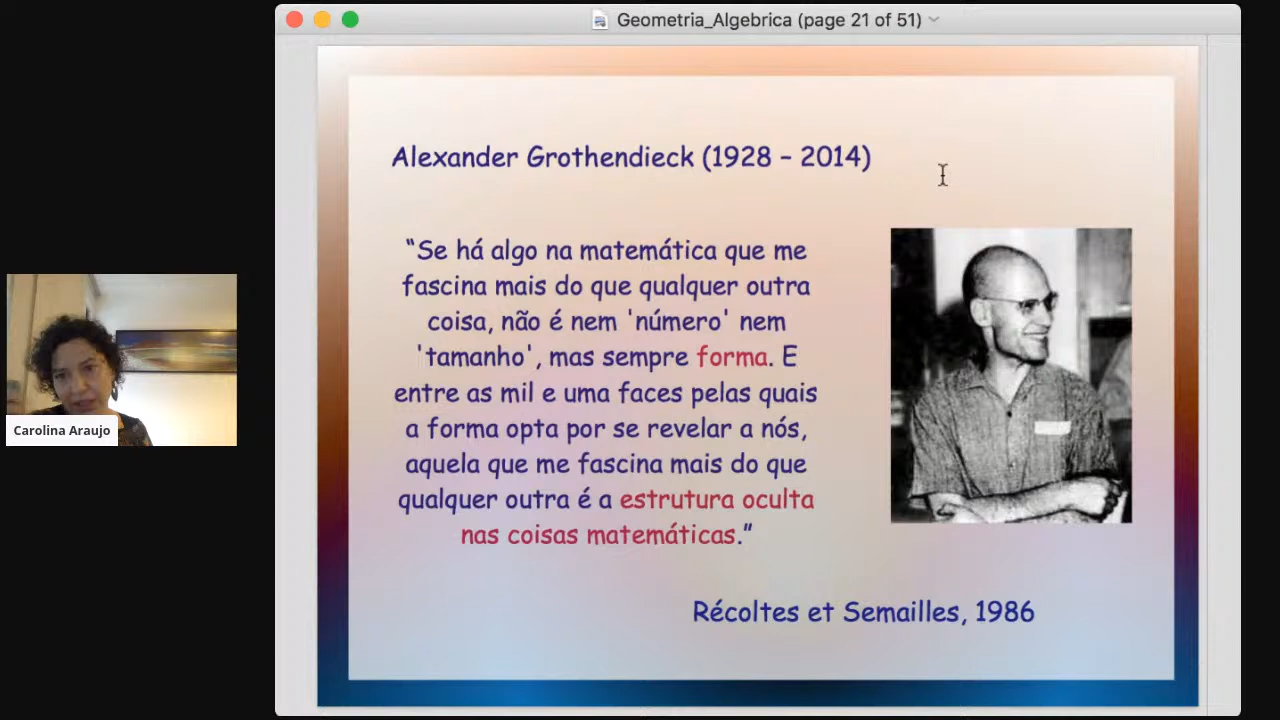 Geometria_Algebrica (page 21 of 51)
Alexander Grothendieck (1928 – 2014)
“Se há algo na matemática que me
fascina mais do que qualquer outra
coisa, não é nem 'número' nem
'tamanho', mas sempre forma. E
entre as mil e uma faces pelas quais
a forma opta por se revelar a nós,
aquela que me fascina mais do que
qualquer outra é a estrutura oculta
nas coisas matemáticas.”
Récoltes et Semailles, 1986
Carolina Araujo